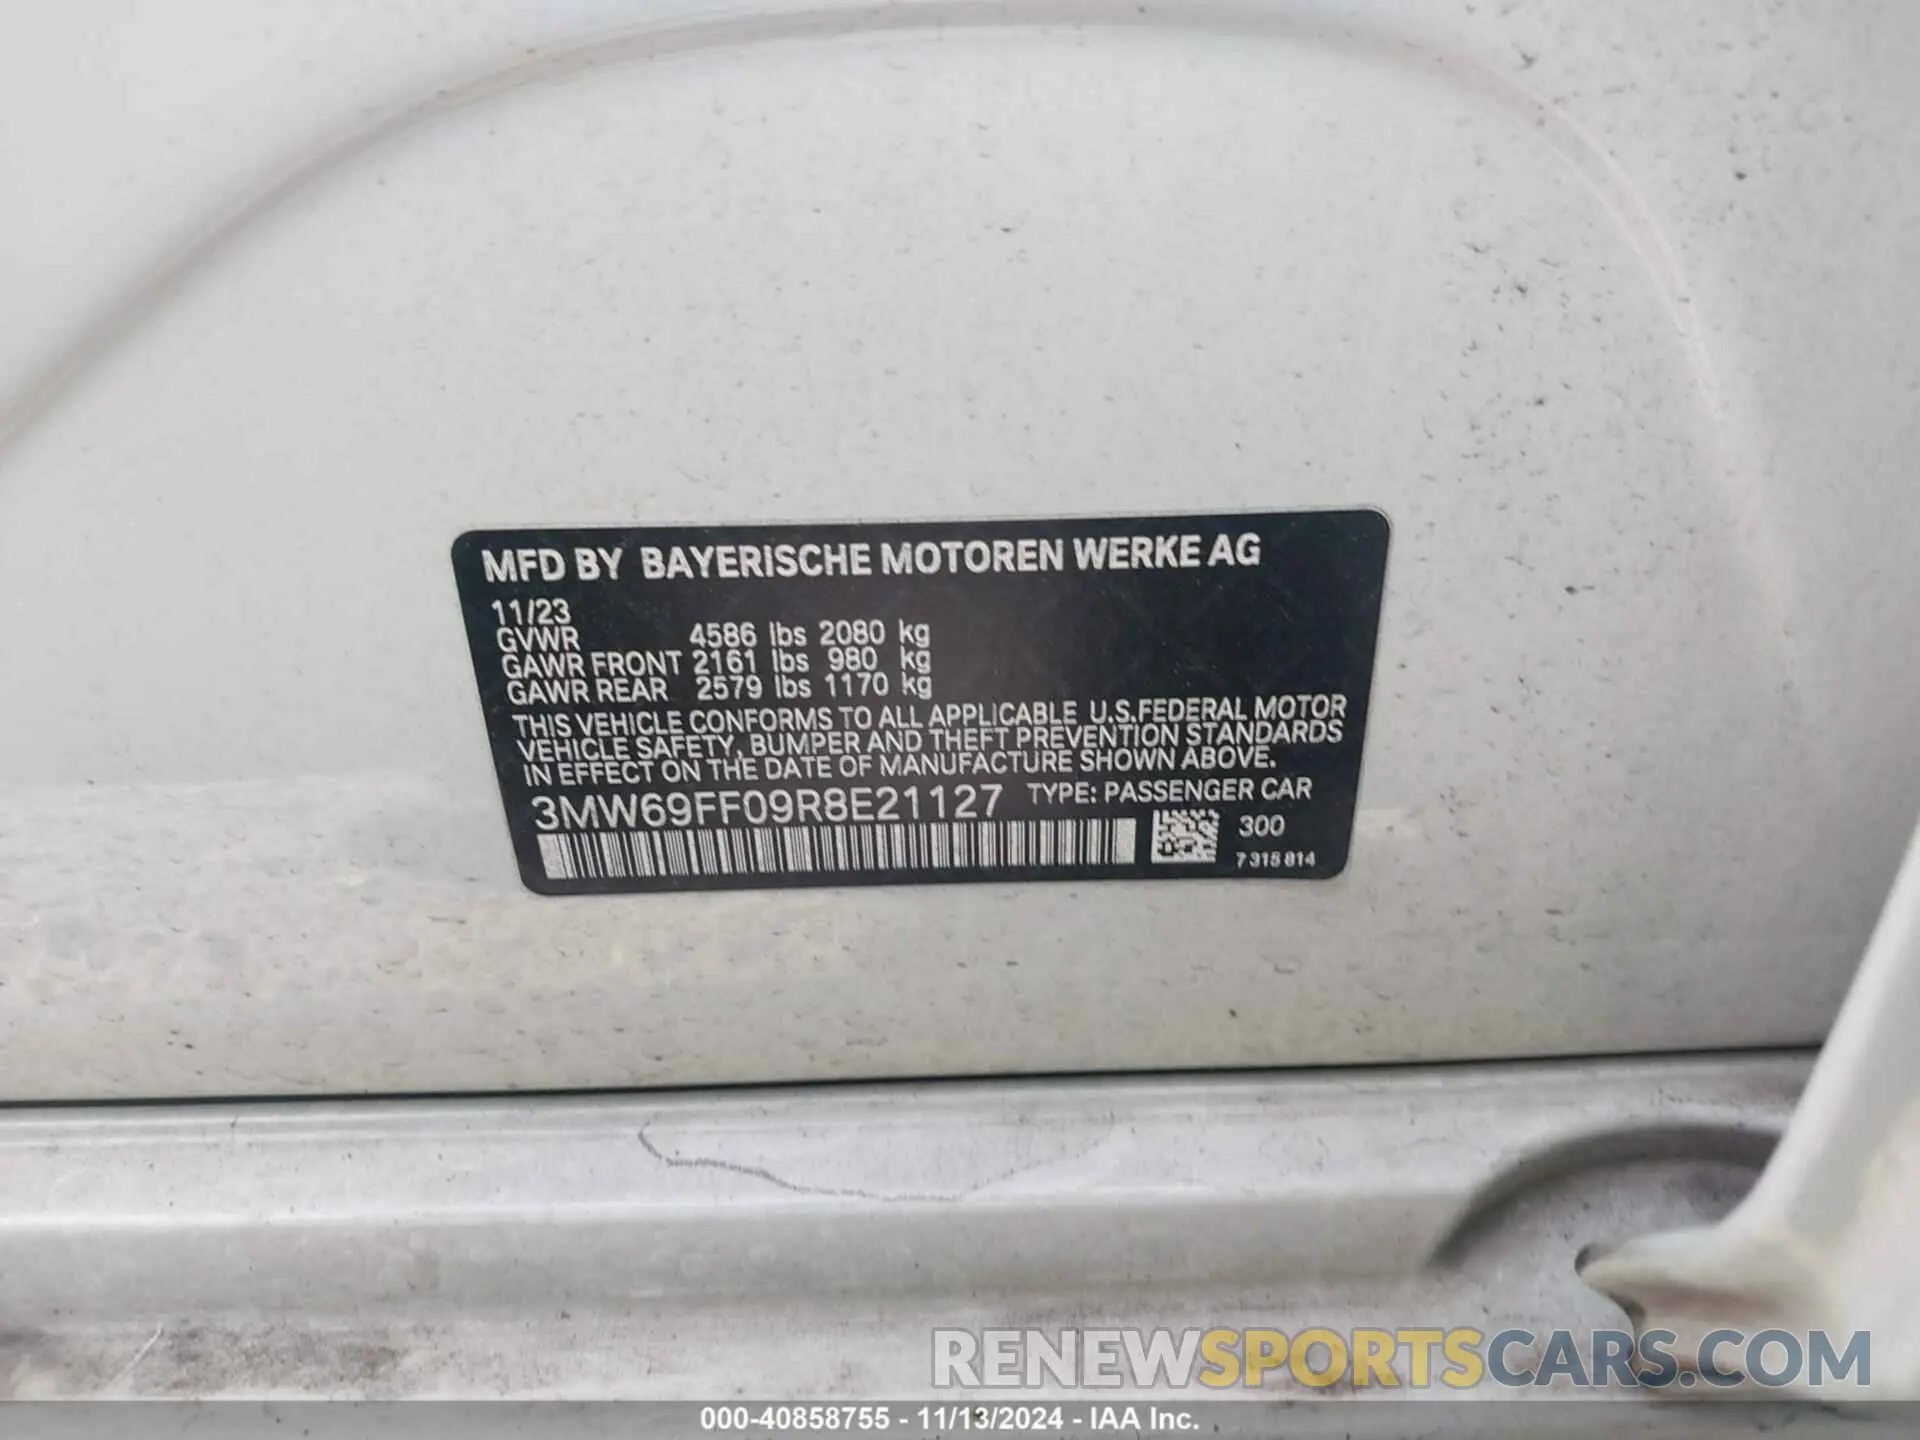 MFD BY BAYERISCHE MOTOREN WERKE AG
11/23
GVWR 4586 lbs 2080 kg
GAWR FRONT 2161 lbs 980 kg
GAWR REAR 2579 lbs 1170 kg
THIS VEHICLE CONFORMS TO ALL APPLICABLE U.S.FEDERAL MOTOR
VEHICLE SAFETY, BUMPER AND THEFT PREVENTION STANDARDS
IN EFFECT ON THE DATE OF MANUFACTURE SHOWN ABOVE.
3MW69FF09R8E21127 TYPE: PASSENGER CAR
300
7 315 814
RENEWSPORTSCARS.COM
000-40858755 - 11/13/2024 - IAA Inc.